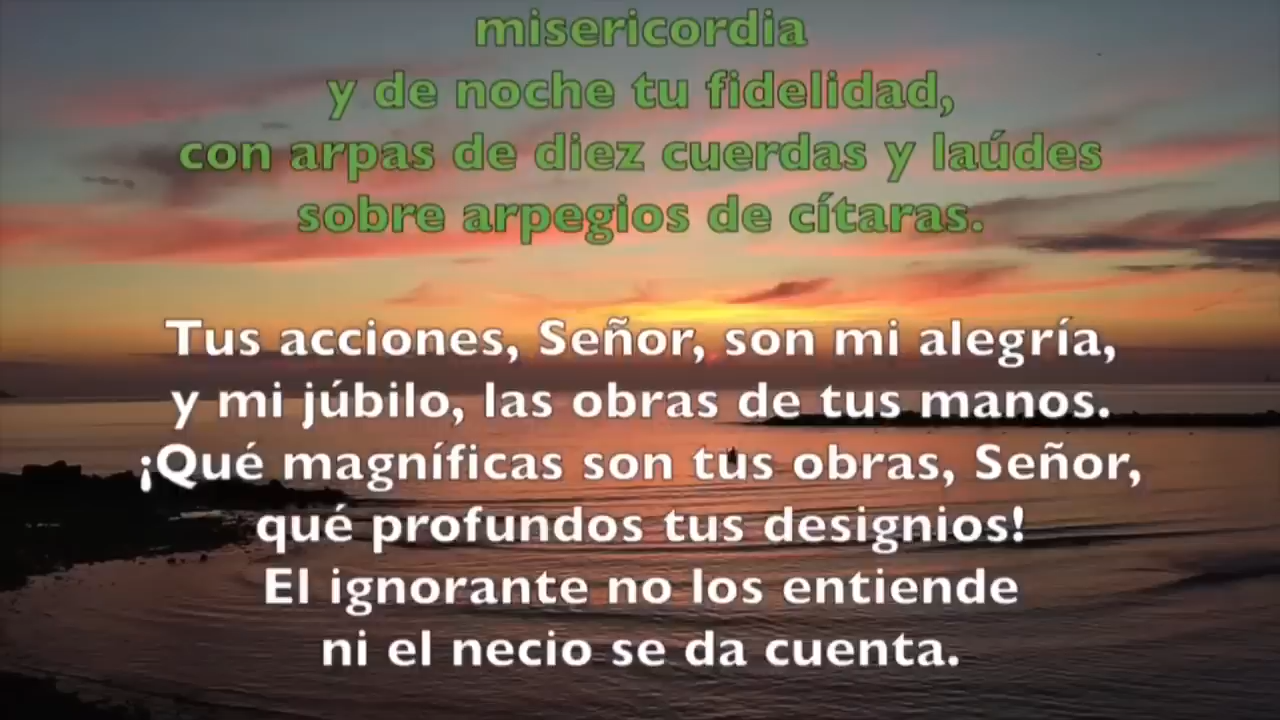 misericordia
y de noche tu fidelidad,
con arpas de diez cuerdas y laúdes
sobre arpegios de cítaras.
Tus acciones, Señor, son mi alegría,
y mi júbilo, las obras de tus manos.
¡Qué magníficas son tus obras, Señor,
qué profundos tus designios!
El ignorante no los entiende
ni el necio se da cuenta.